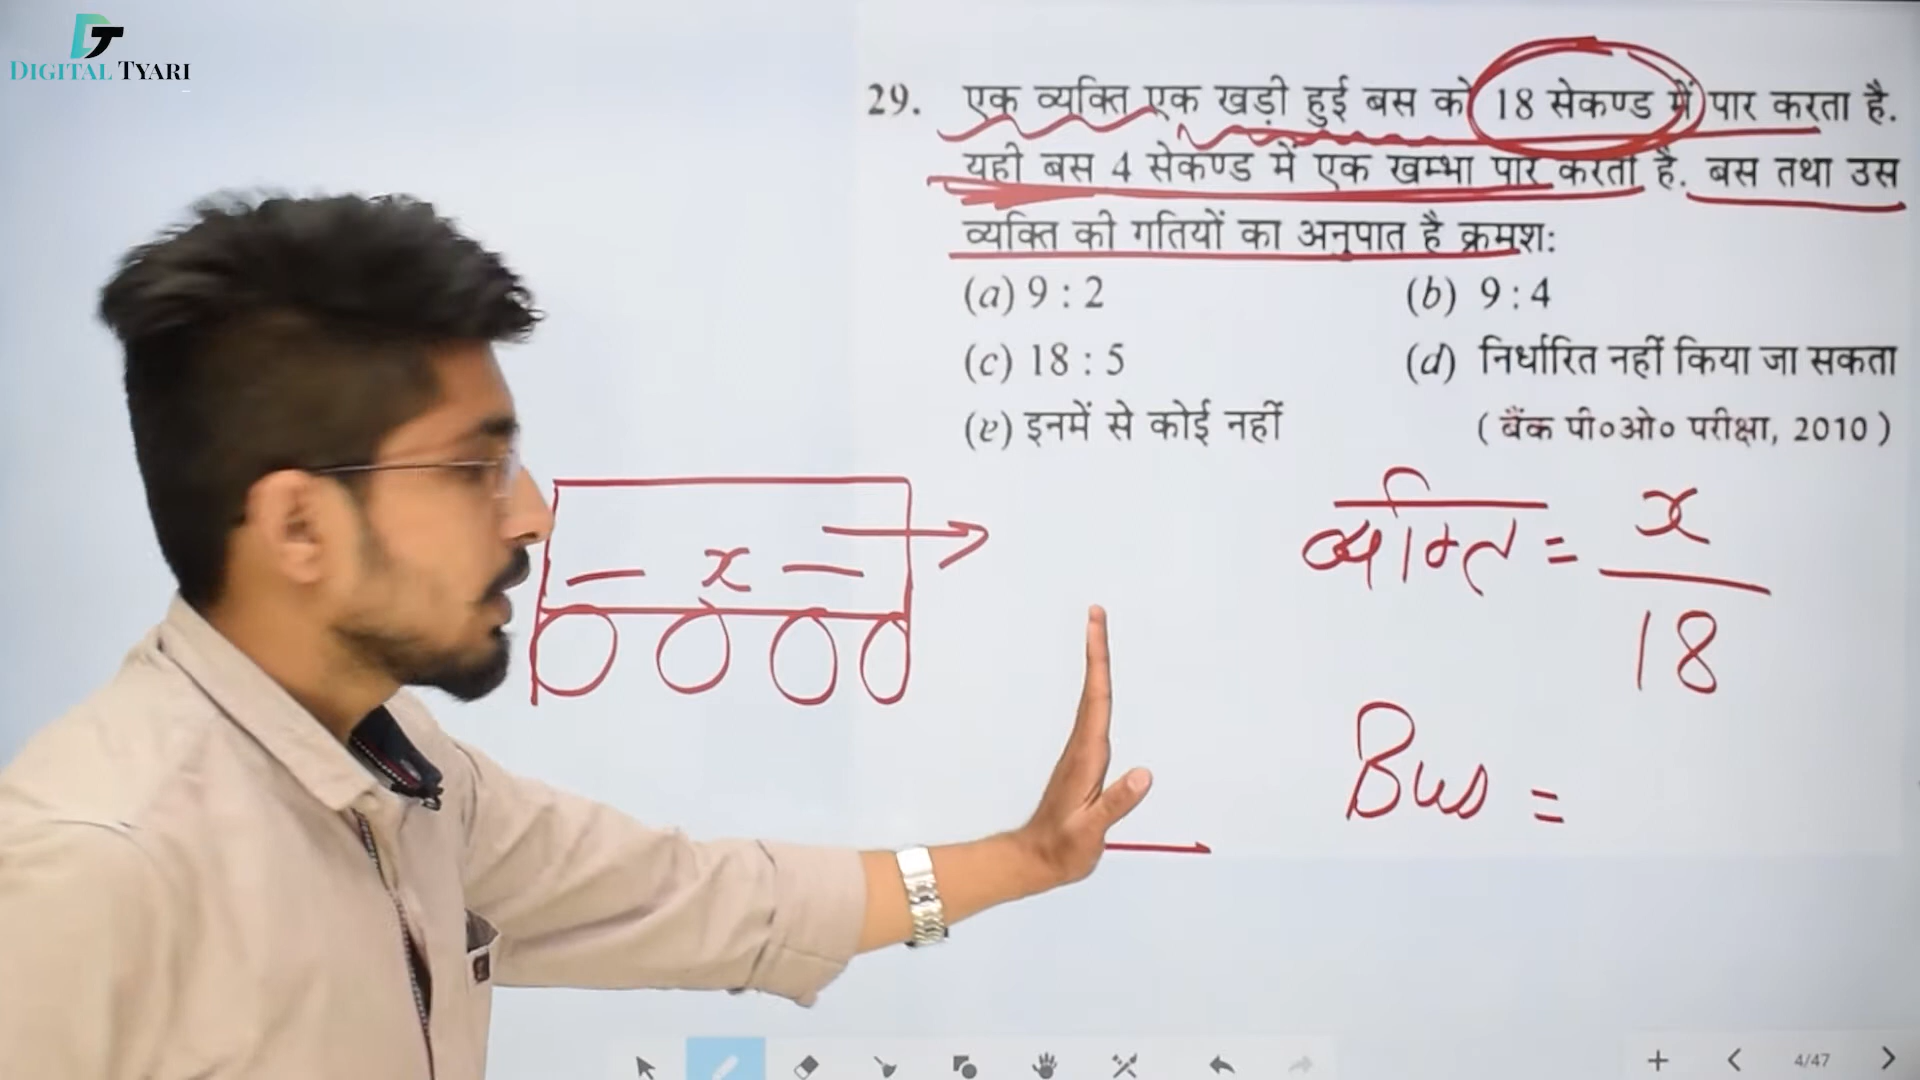 DIGITAL TYARI
29. एक व्यक्ति एक खड़ी हुई बस को 18 सेकण्ड में पार करता है.
यही बस 4 सेकण्ड में एक खम्भा पार करती है. बस तथा उस
व्यक्ति की गतियों का अनुपात है क्रमश:
(a) 9 : 2 (b) 9 : 4
(c) 18 : 5 (d) निर्धारित नहीं किया जा सकता
(e) इनमें से कोई नहीं ( बैंक पी०ओ० परीक्षा, 2010 )
x
व्यक्ति = x
18
Bus =
4/47